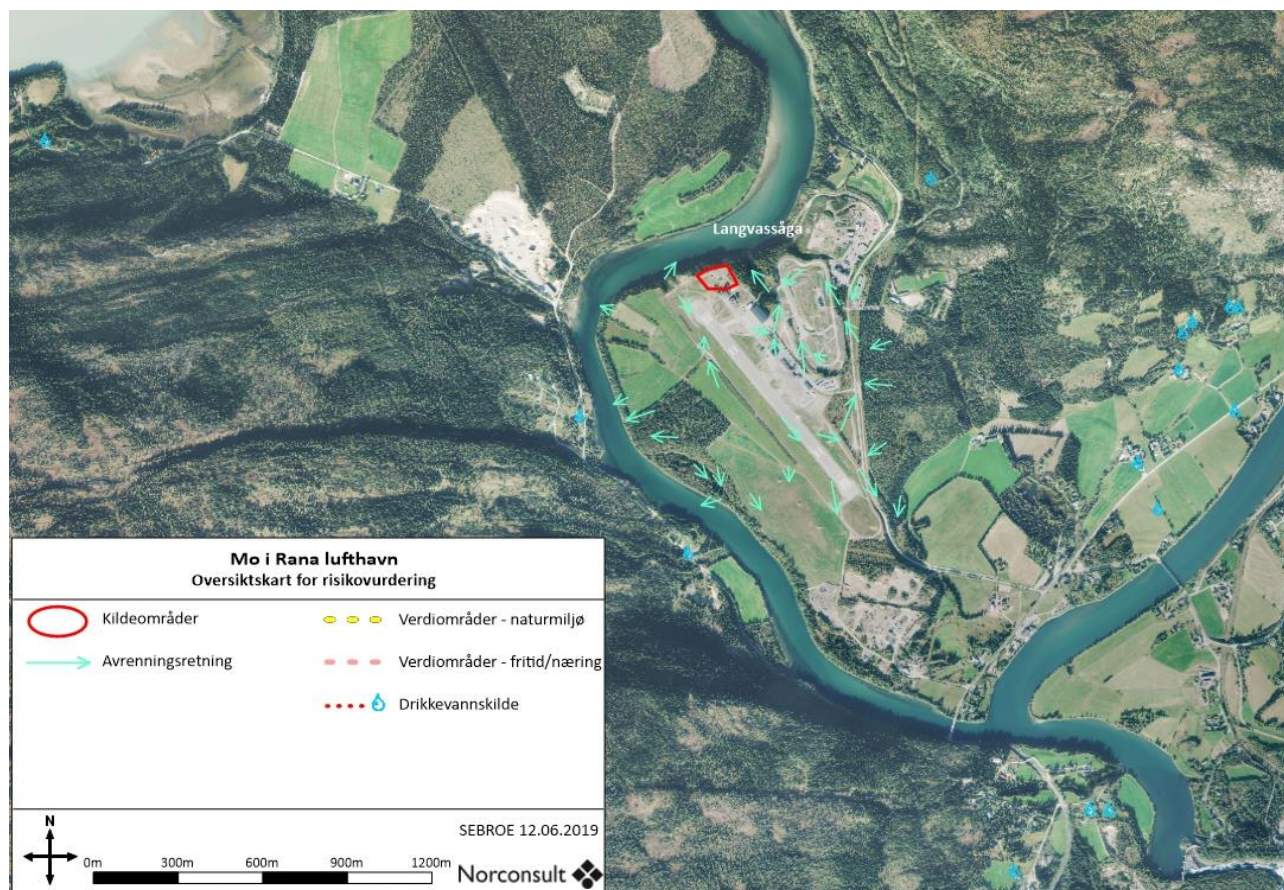 Langvassåga
Mo i Rana lufthavn
Oversiktskart for risikovurdering
Kildeområder
Verdiområder - naturmiljø
Avrenningsretning
Verdiområder - fritid/næring
Drikkevannskilde
N
SEBROE 12.06.2019
0m 300m 600m 900m 1200m
Norconsult